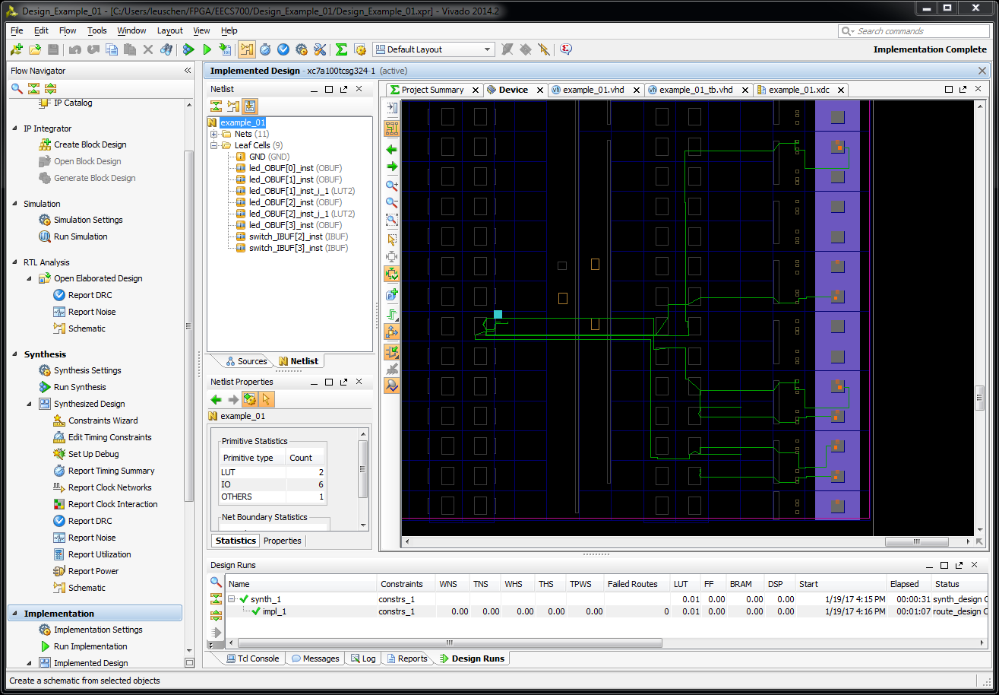 Design_Example_01 - [C:/Users/leuschen/FPGA/EECS700/Design_Example_01/Design_Example_01.xpr] - Vivado 2014.2
File Edit Flow Tools Window Layout View Help
Search commands
Default Layout
Implementation Complete
Flow Navigator
IP Catalog
IP Integrator
Create Block Design
Open Block Design
Generate Block Design
Simulation
Simulation Settings
Run Simulation
RTL Analysis
Open Elaborated Design
Report DRC
Report Noise
Schematic
Synthesis
Synthesis Settings
Run Synthesis
Synthesized Design
Constraints Wizard
Edit Timing Constraints
Set Up Debug
Report Timing Summary
Report Clock Networks
Report Clock Interaction
Report DRC
Report Noise
Report Utilization
Report Power
Schematic
Implementation
Implementation Settings
Run Implementation
Implemented Design
Implemented Design - xc7a100tcsg324-1 (active)
Netlist
example_01
Nets (11)
Leaf Cells (9)
GND (GND)
led_OBUF[0]_inst (OBUF)
led_OBUF[1]_inst (OBUF)
led_OBUF[1]_inst_i_1 (LUT2)
led_OBUF[2]_inst (OBUF)
led_OBUF[2]_inst_i_1 (LUT2)
led_OBUF[3]_inst (OBUF)
switch_IBUF[2]_inst (IBUF)
switch_IBUF[3]_inst (IBUF)
Sources Netlist
Netlist Properties
example_01
Primitive Statistics
Primitive type Count
LUT 2
IO 6
OTHERS 1
Net Boundary Statistics
Statistics Properties
Project Summary Device example_01.vhd example_01_tb.vhd example_01.xdc
Design Runs
Name Constraints WNS TNS WHS THS TPWS Failed Routes LUT FF BRAM DSP Start Elapsed Status
synth_1 constrs_1 0.01 0.00 0.00 0.00 1/19/17 4:15 PM 00:00:31 synth_design C
impl_1 constrs_1 0.00 0.00 0.00 0.00 0.00 0 0.01 0.00 0.00 0.00 1/19/17 4:16 PM 00:01:07 route_design C
Tcl Console Messages Log Reports Design Runs
Create a schematic from selected objects